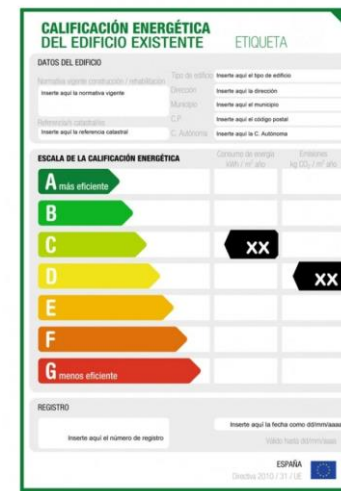 CALIFICACIÓN ENERGÉTICA
DEL EDIFICIO EXISTENTE ETIQUETA
DATOS DEL EDIFICIO
Normativa vigente construcción / rehabilitación
Inserte aquí la normativa vigente
Referencia/s catastral/es
Inserte aquí la referencia catastral
Tipo de edificio Inserte aquí el tipo de edificio
Dirección Inserte aquí la dirección
Municipio Inserte aquí el municipio
C.P. Inserte aquí el código postal
C. Autónoma Inserte aquí la C. Autónoma
ESCALA DE LA CALIFICACIÓN ENERGÉTICA
Consumo de energía
kWh / m² año
Emisiones
kg CO₂ / m² año
A más eficiente
B
C XX
D XX
E
F
G menos eficiente
REGISTRO
Inserte aquí el número de registro
Inserte aquí la fecha como dd/mm/aaaa
Válido hasta dd/mm/aaaa
ESPAÑA
Directiva 2010 / 31 / UE